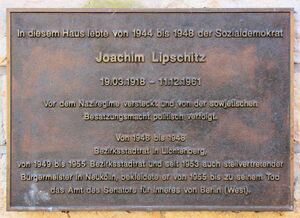 In diesem Haus lebte von 1944 bis 1948 der Sozialdemokrat
Joachim Lipschitz
19.03.1918 – 11.12.1961
Vor dem Naziregime versteckt und von der sowjetischen
Besatzungsmacht politisch verfolgt.
Von 1946 bis 1948
Bezirksstadtrat in Lichtenberg,
von 1949 bis 1955 Bezirksstadtrat und seit 1953 auch stellvertretender
Bürgermeister in Neukölln, bekleidete er von 1955 bis zu seinem Tod
das Amt des Senators für Inneres von Berlin (West).